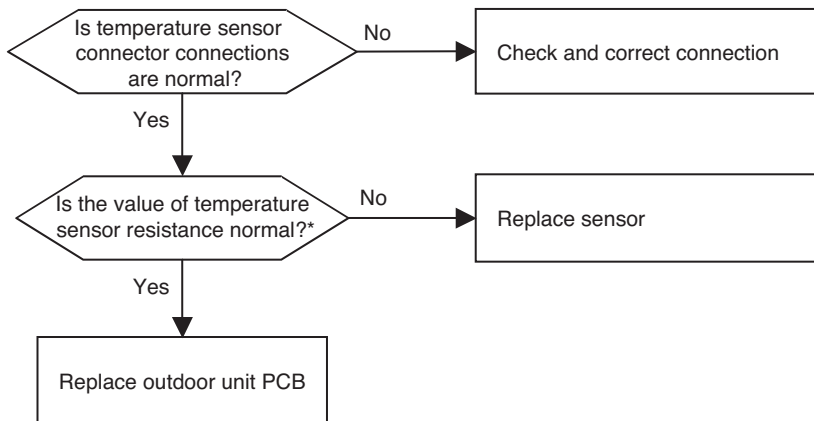 Is temperature sensor
connector connections
are normal?
No
Check and correct connection
Yes
Is the value of temperature
sensor resistance normal?*
No
Replace sensor
Yes
Replace outdoor unit PCB